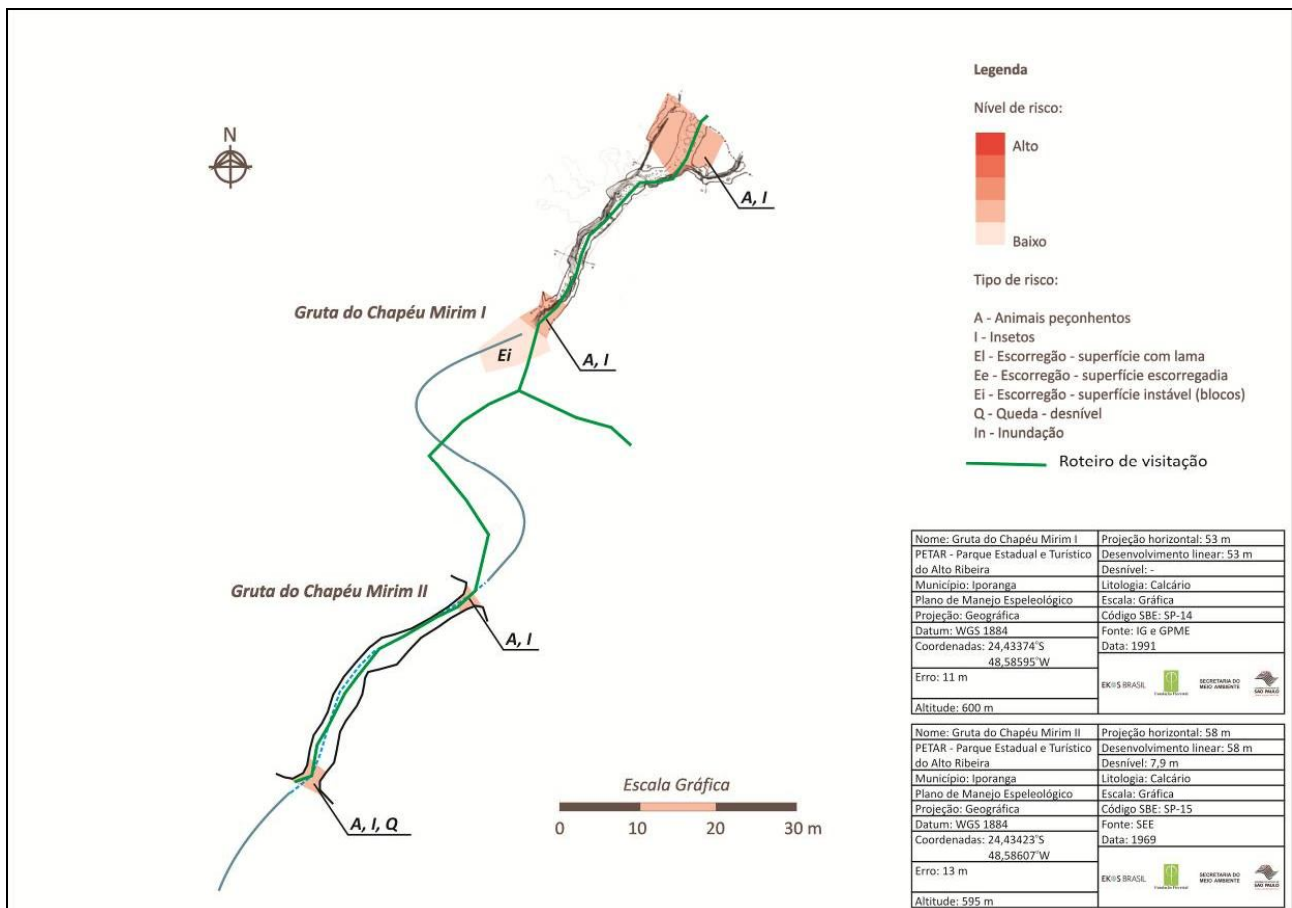 N
Gruta do Chapéu Mirim I
Ei
A, I
A, I
Gruta do Chapéu Mirim II
A, I
A, I, Q
Escala Gráfica
0 10 20 30 m
Legenda
Nível de risco:
Alto
Baixo
Tipo de risco:
A - Animais peçonhentos
I - Insetos
El - Escorregão - superfície com lama
Ee - Escorregão - superfície escorregadia
Ei - Escorregão - superfície instável (blocos)
Q - Queda - desnível
In - Inundação
Roteiro de visitação
Nome: Gruta do Chapéu Mirim I
PETAR - Parque Estadual e Turístico
do Alto Ribeira
Município: Iporanga
Plano de Manejo Espeleológico
Projeção: Geográfica
Datum: WGS 1884
Coordenadas: 24,43374°S
48,58595°W
Erro: 11 m
Altitude: 600 m
Projeção horizontal: 53 m
Desenvolvimento linear: 53 m
Desnível: -
Litologia: Calcário
Escala: Gráfica
Código SBE: SP-14
Fonte: IG e GPME
Data: 1991
EKOS BRASIL
Fundação Florestal
SECRETARIA DO
MEIO AMBIENTE
SÃO PAULO
Nome: Gruta do Chapéu Mirim II
PETAR - Parque Estadual e Turístico
do Alto Ribeira
Município: Iporanga
Plano de Manejo Espeleológico
Projeção: Geográfica
Datum: WGS 1884
Coordenadas: 24,43423°S
48,58607°W
Erro: 13 m
Altitude: 595 m
Projeção horizontal: 58 m
Desenvolvimento linear: 58 m
Desnível: 7,9 m
Litologia: Calcário
Escala: Gráfica
Código SBE: SP-15
Fonte: SEE
Data: 1969
EKOS BRASIL
Fundação Florestal
SECRETARIA DO
MEIO AMBIENTE
SÃO PAULO